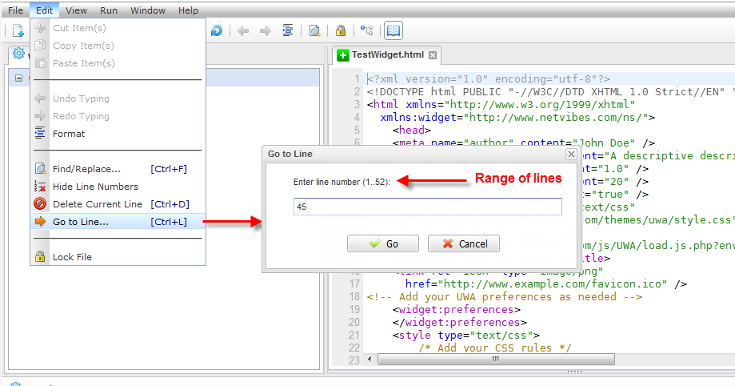 File Edit View Run Window Help
Cut Item(s)
Copy Item(s)
Paste Item(s)
Undo Typing
Redo Typing
Format
Find/Replace... [Ctrl+F]
Hide Line Numbers
Delete Current Line [Ctrl+D]
Go to Line... [Ctrl+L]
Lock File
Go to Line
Enter line number (1..52):
Range of lines
45
Go
Cancel
TestWidget.html
1 <?xml version="1.0" encoding="utf-8"?>
2 <!DOCTYPE html PUBLIC "-//W3C//DTD XHTML 1.0 Strict//EN" "
3 <html xmlns="http://www.w3.org/1999/xhtml"
4 xmlns:widget="http://www.netvibes.com/ns/">
5 <head>
6 <meta name="author" content="John Doe" />
ent="A descriptive descri
ent="1.0" />
ent="20" />
t="true" />
text/css"
com/themes/uwa/style.css"
com/js/UWA/load.js.php?env
title>
16 <link rel="icon" type="image/png"
17 href="http://www.example.com/favicon.ico" />
18 <!-- Add your UWA preferences as needed -->
19 <widget:preferences>
20 </widget:preferences>
21 <style type="text/css">
22 /* Add your CSS rules */
23